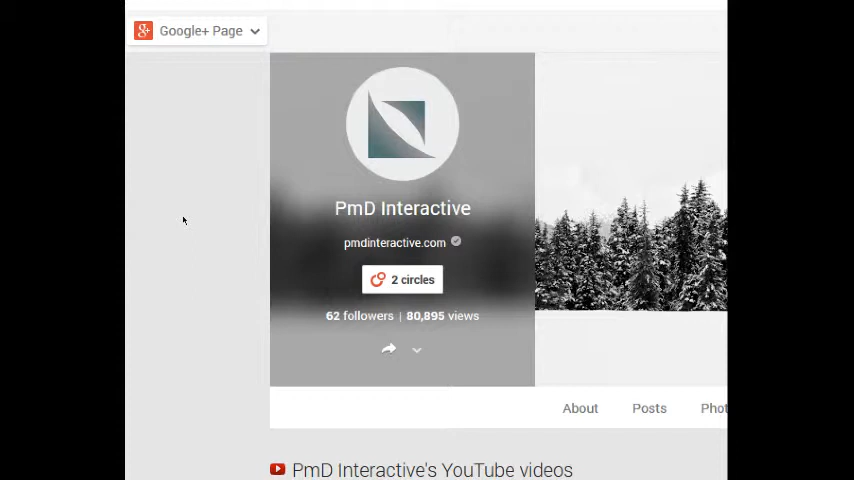 Google+ Page
PmD Interactive
pmdinteractive.com
2 circles
62 followers | 80,895 views
About Posts
PmD Interactive's YouTube videos